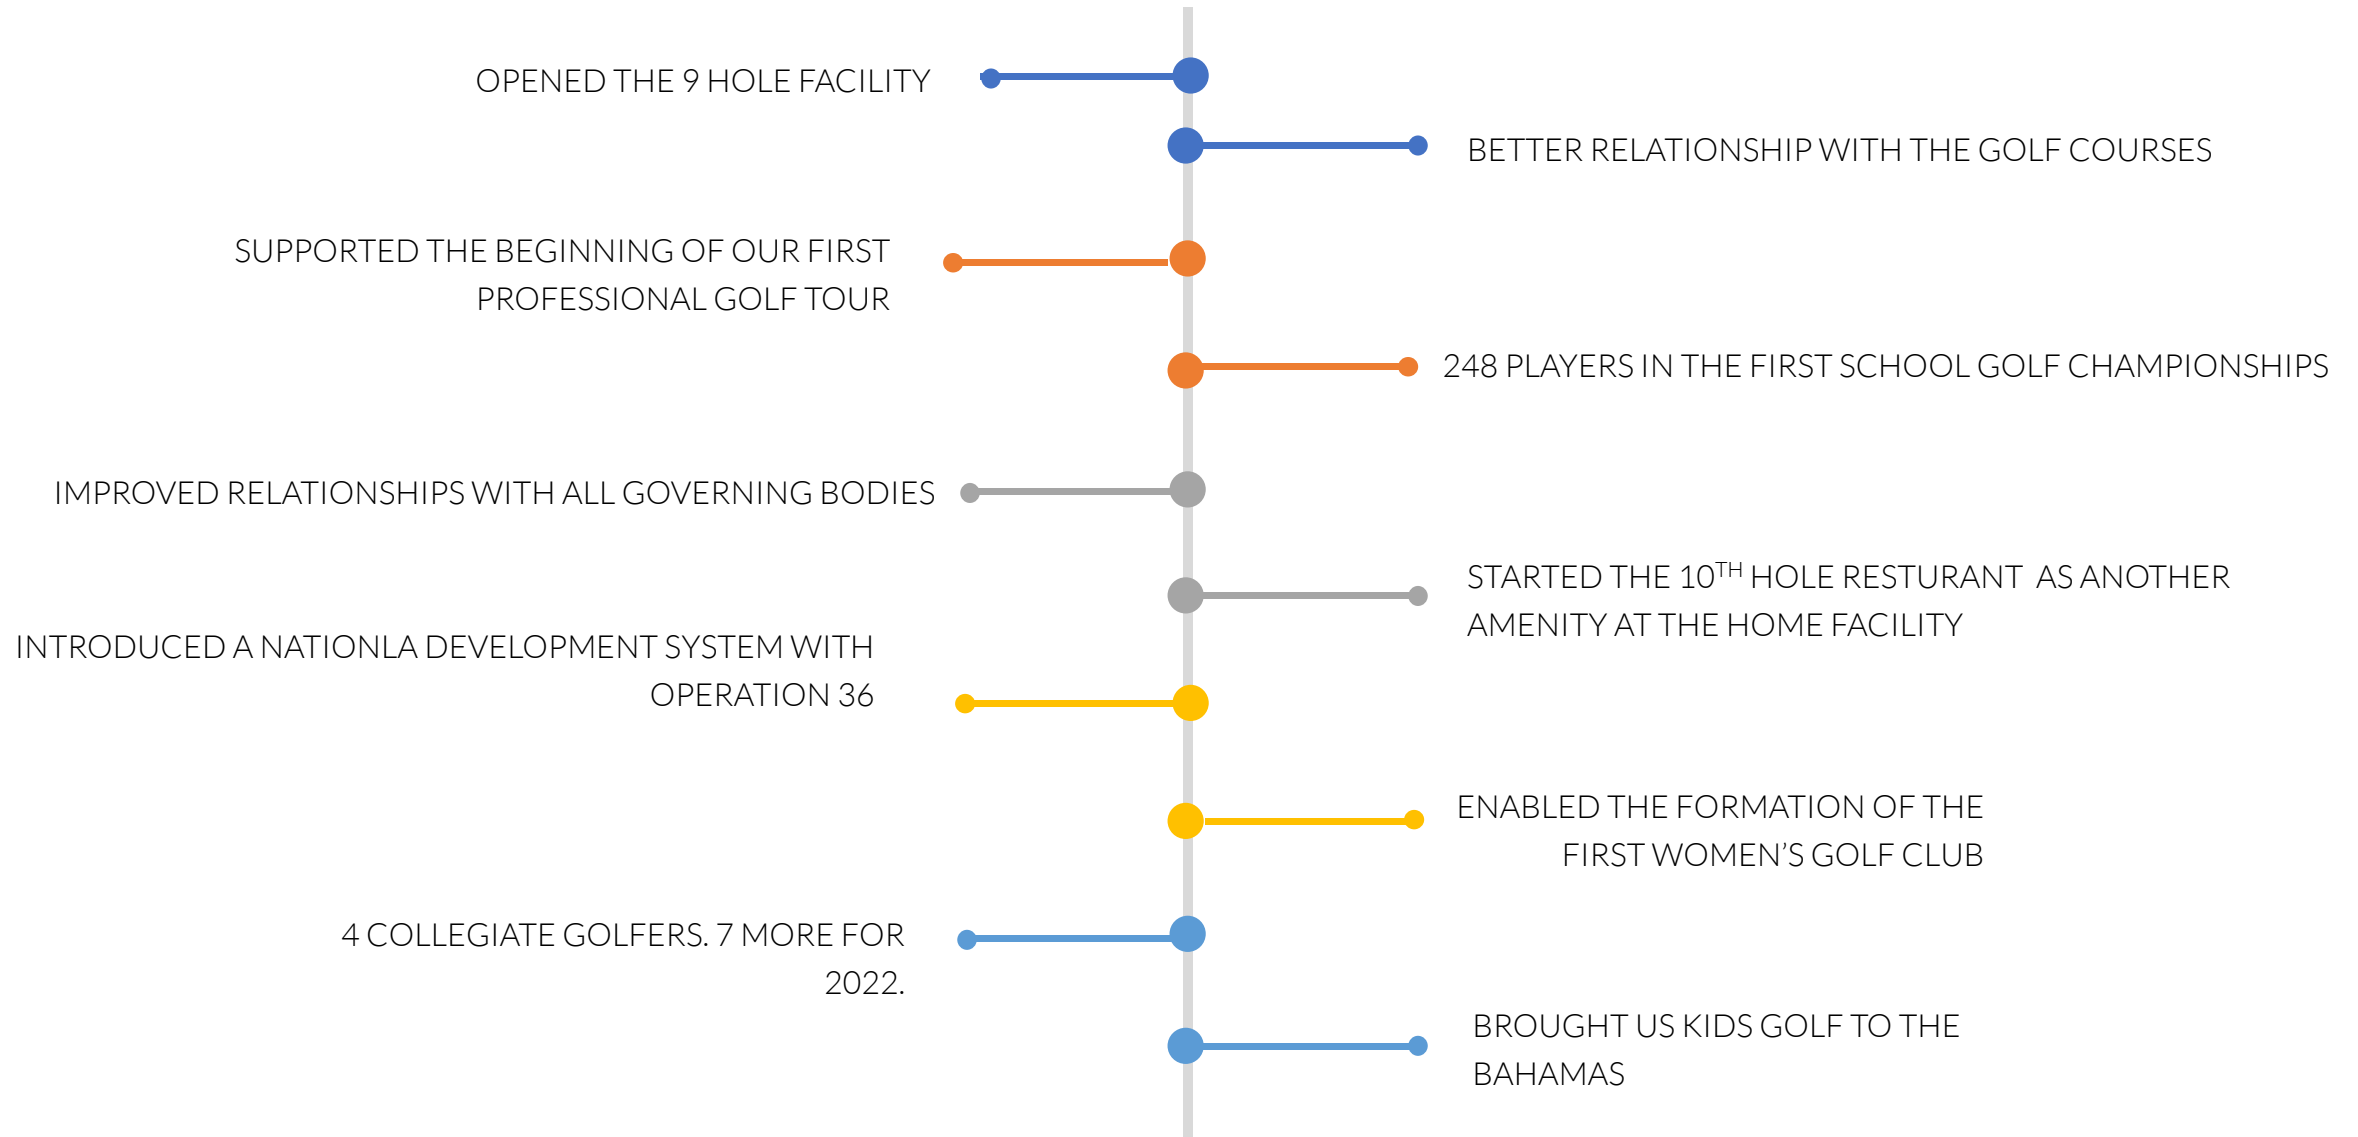 OPENED THE 9 HOLE FACILITY
BETTER RELATIONSHIP WITH THE GOLF COURSES
SUPPORTED THE BEGINNING OF OUR FIRST
PROFESSIONAL GOLF TOUR
248 PLAYERS IN THE FIRST SCHOOL GOLF CHAMPIONSHIPS
IMPROVED RELATIONSHIPS WITH ALL GOVERNING BODIES
STARTED THE 10TH HOLE RESTURANT AS ANOTHER
AMENITY AT THE HOME FACILITY
INTRODUCED A NATIONLA DEVELOPMENT SYSTEM WITH
OPERATION 36
ENABLED THE FORMATION OF THE
FIRST WOMEN’S GOLF CLUB
4 COLLEGIATE GOLFERS. 7 MORE FOR
2022.
BROUGHT US KIDS GOLF TO THE
BAHAMAS